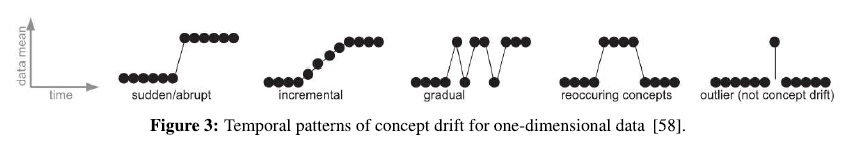 data mean
time
sudden/abrupt
incremental
gradual
reoccuring concepts
outlier (not concept drift)
Figure 3: Temporal patterns of concept drift for one-dimensional data [58].